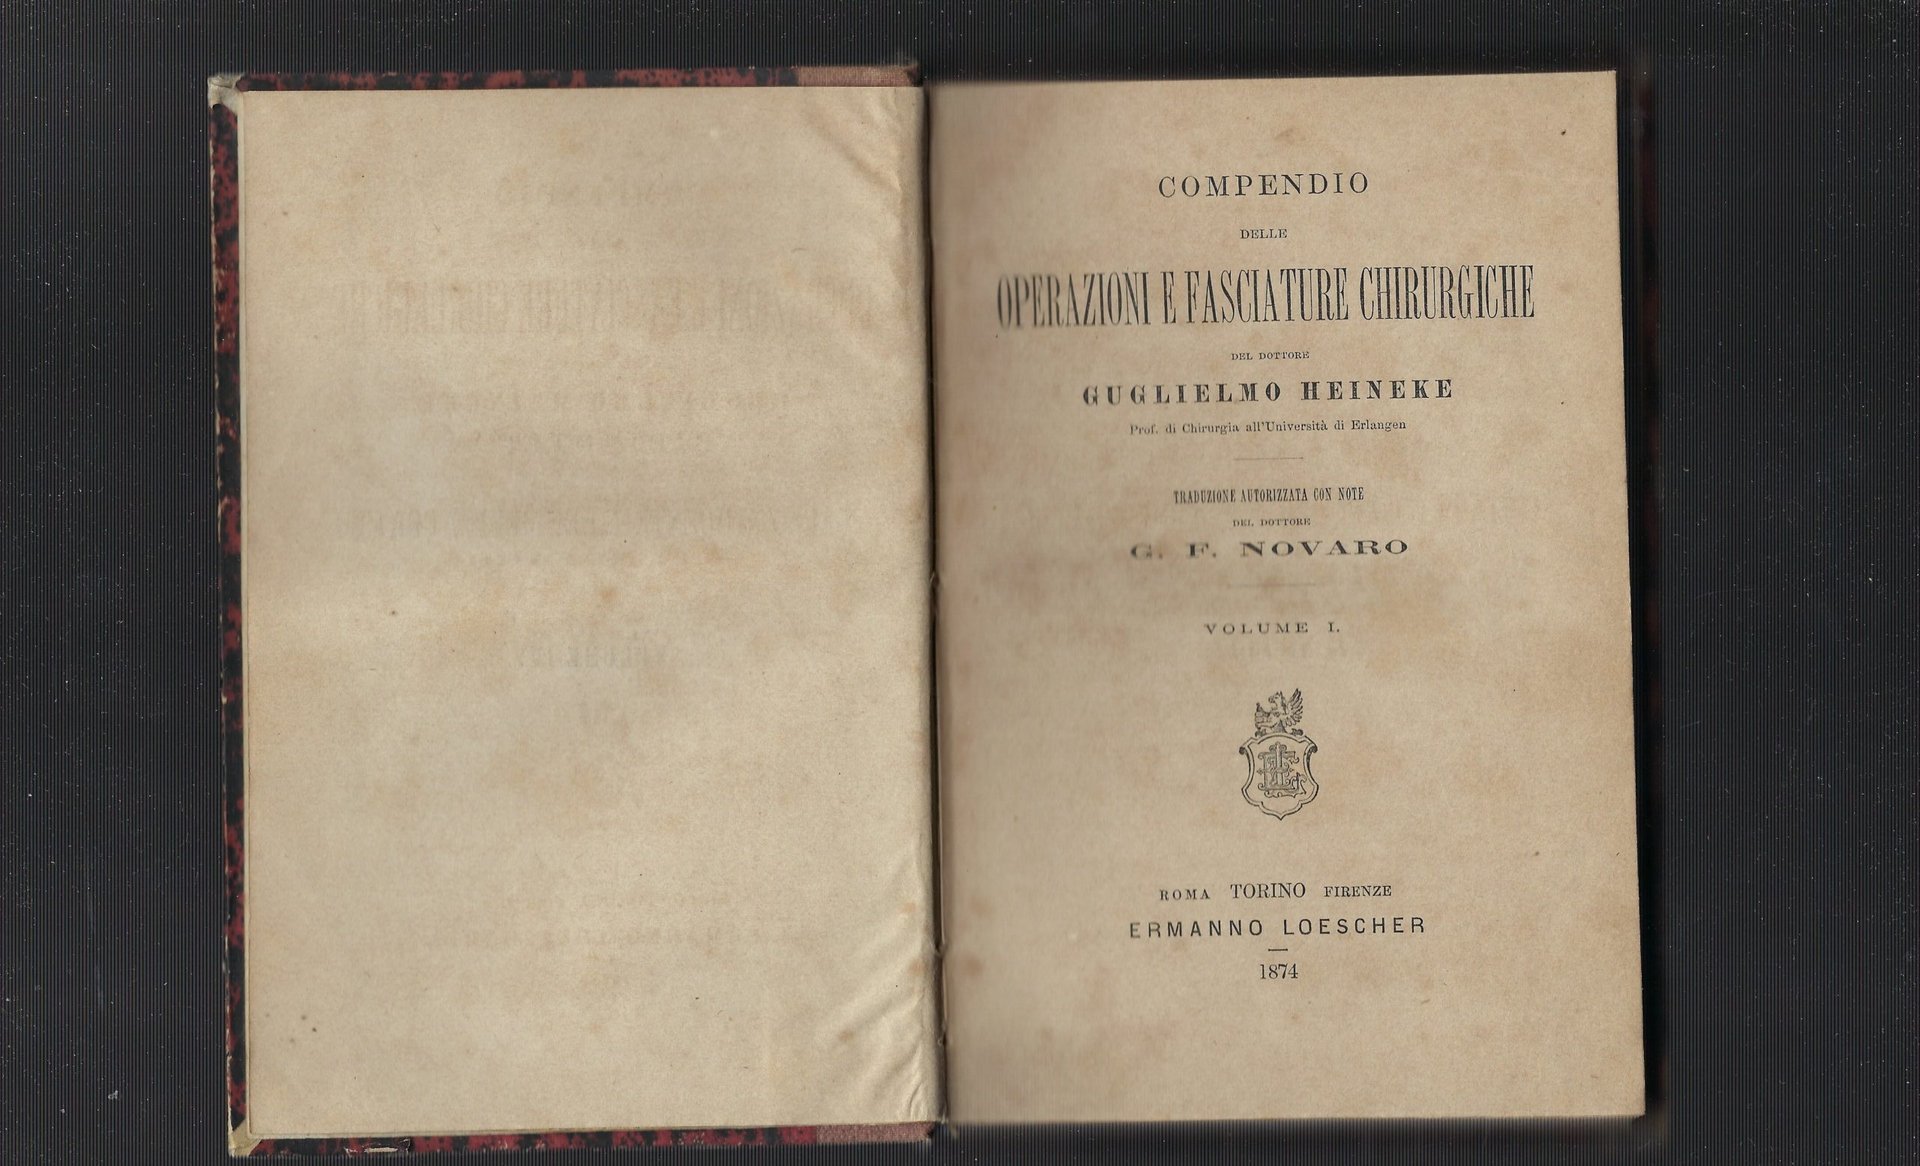 COMPENDIO
DELLE
OPERAZIONI E FASCIATURE CHIRURGICHE
DEL DOTTORE
GUGLIELMO HEINEKE
Prof. di Chirurgia all'Università di Erlangen
TRADUZIONE AUTORIZZATA CON NOTE
DEL DOTTORE
G. F. NOVARO
VOLUME I.
ROMA TORINO FIRENZE
ERMANNO LOESCHER
1874